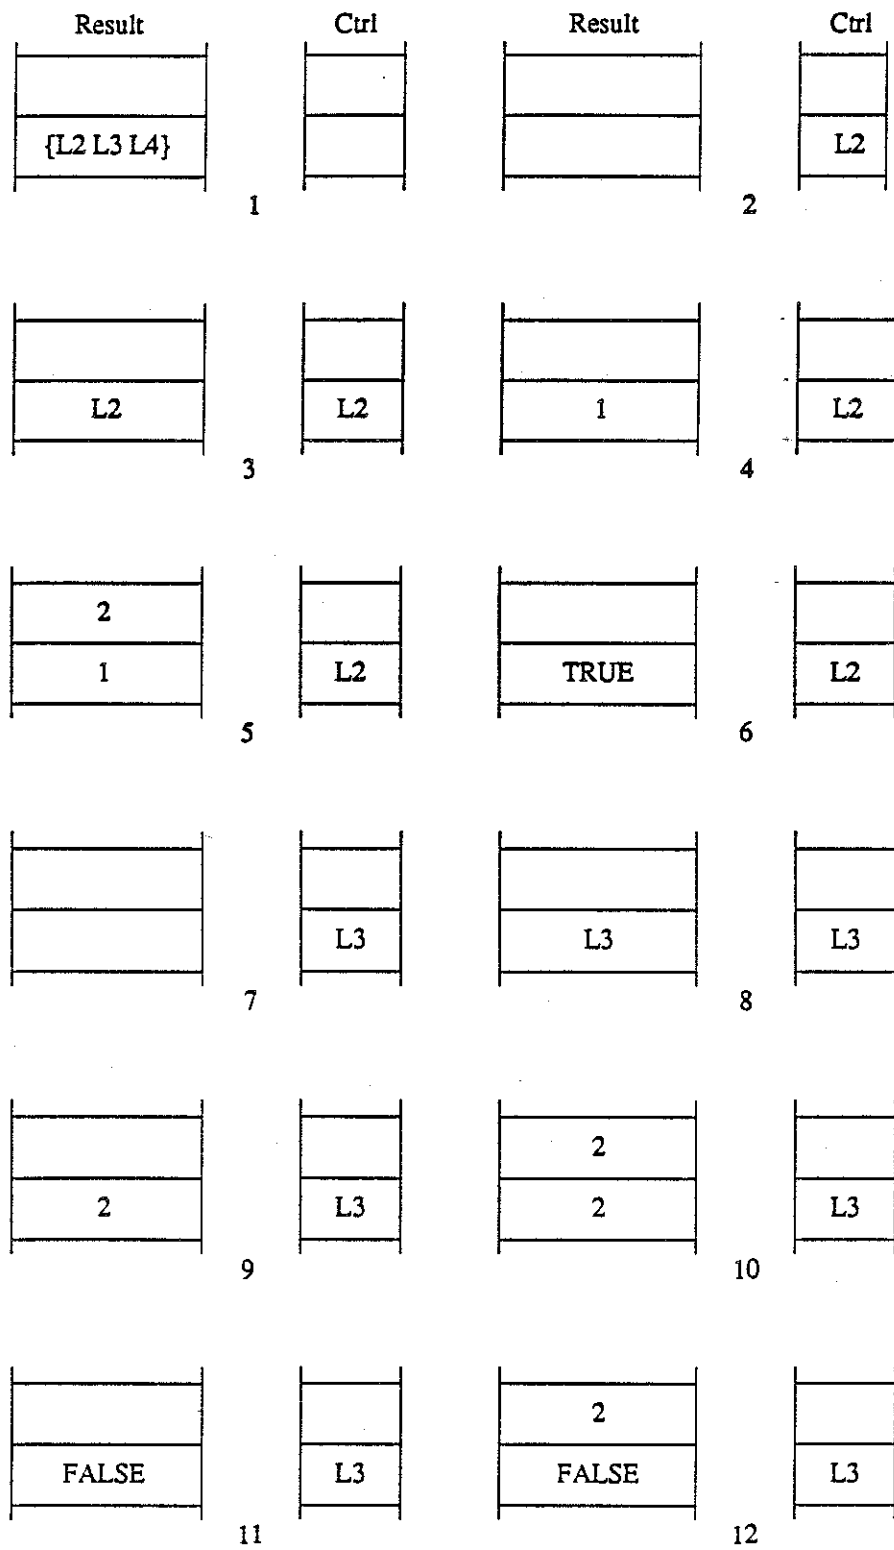 Result Ctrl Result Ctrl
{L2 L3 L4} L2
1 2
L2 L2 1 L2
3 4
2
1 L2 TRUE L2
5 6
L3 L3 L3
7 8
2
2 L3 2 L3
9 10
2
FALSE L3 FALSE L3
11 12